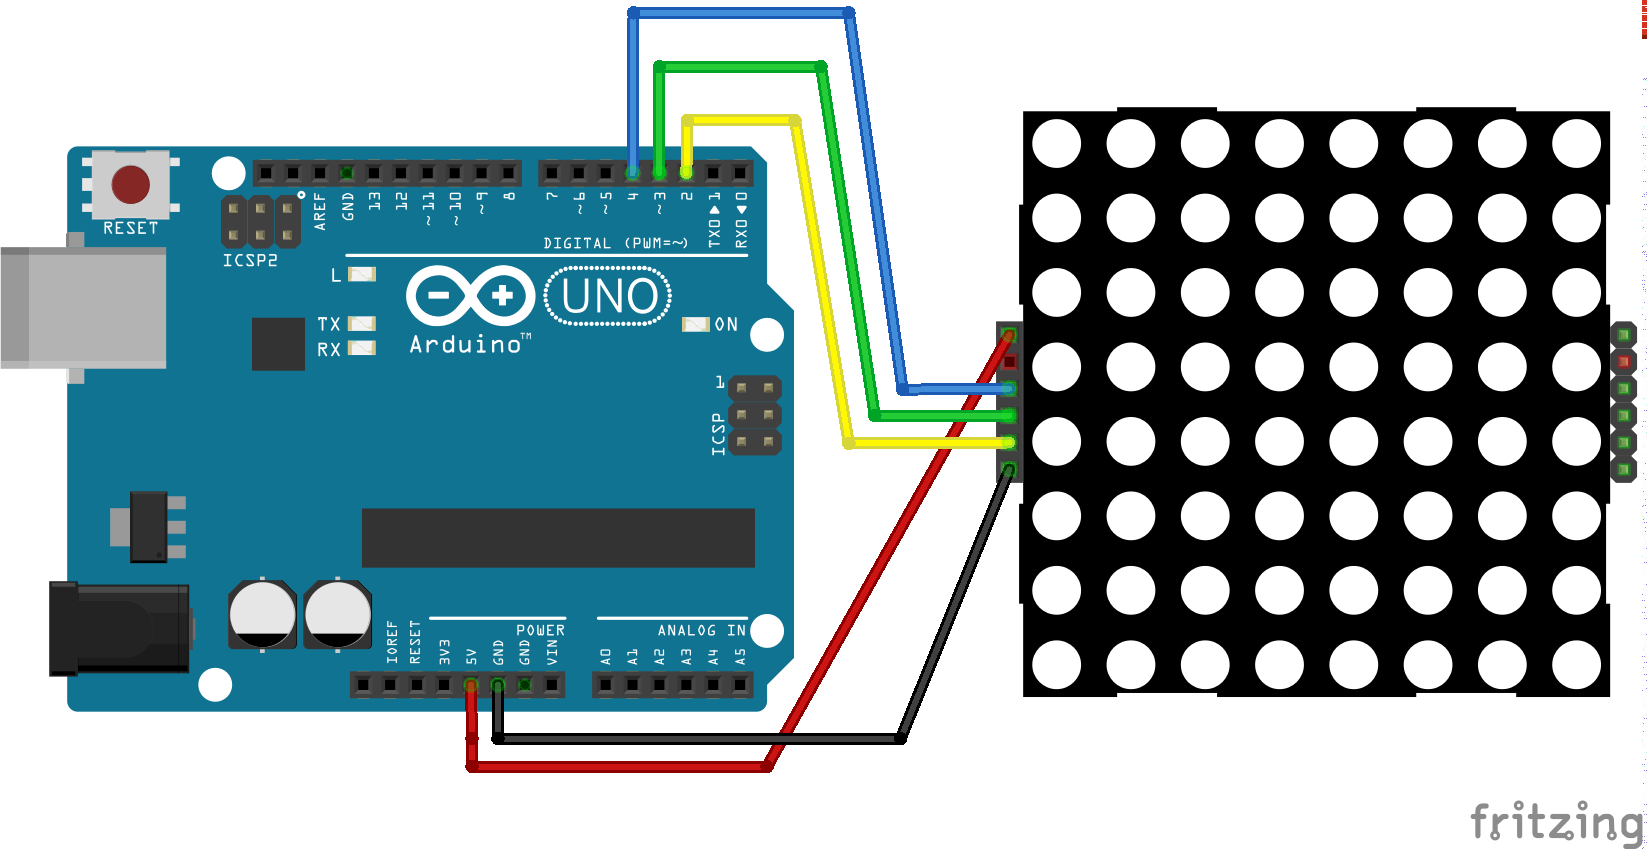 RESET
ICSP2
AREF
GND
13
12
~11
~10
~9
8
7
~6
~5
4
~3
2
TX0▶1
RX0◀0
DIGITAL (PWM=~)
L
TX
RX
UNO
Arduino™
ON
1
ICSP
IOREF
RESET
3V3
5V
GND
GND
VIN
POWER
ANALOG IN
A0
A1
A2
A3
A4
A5
fritzing